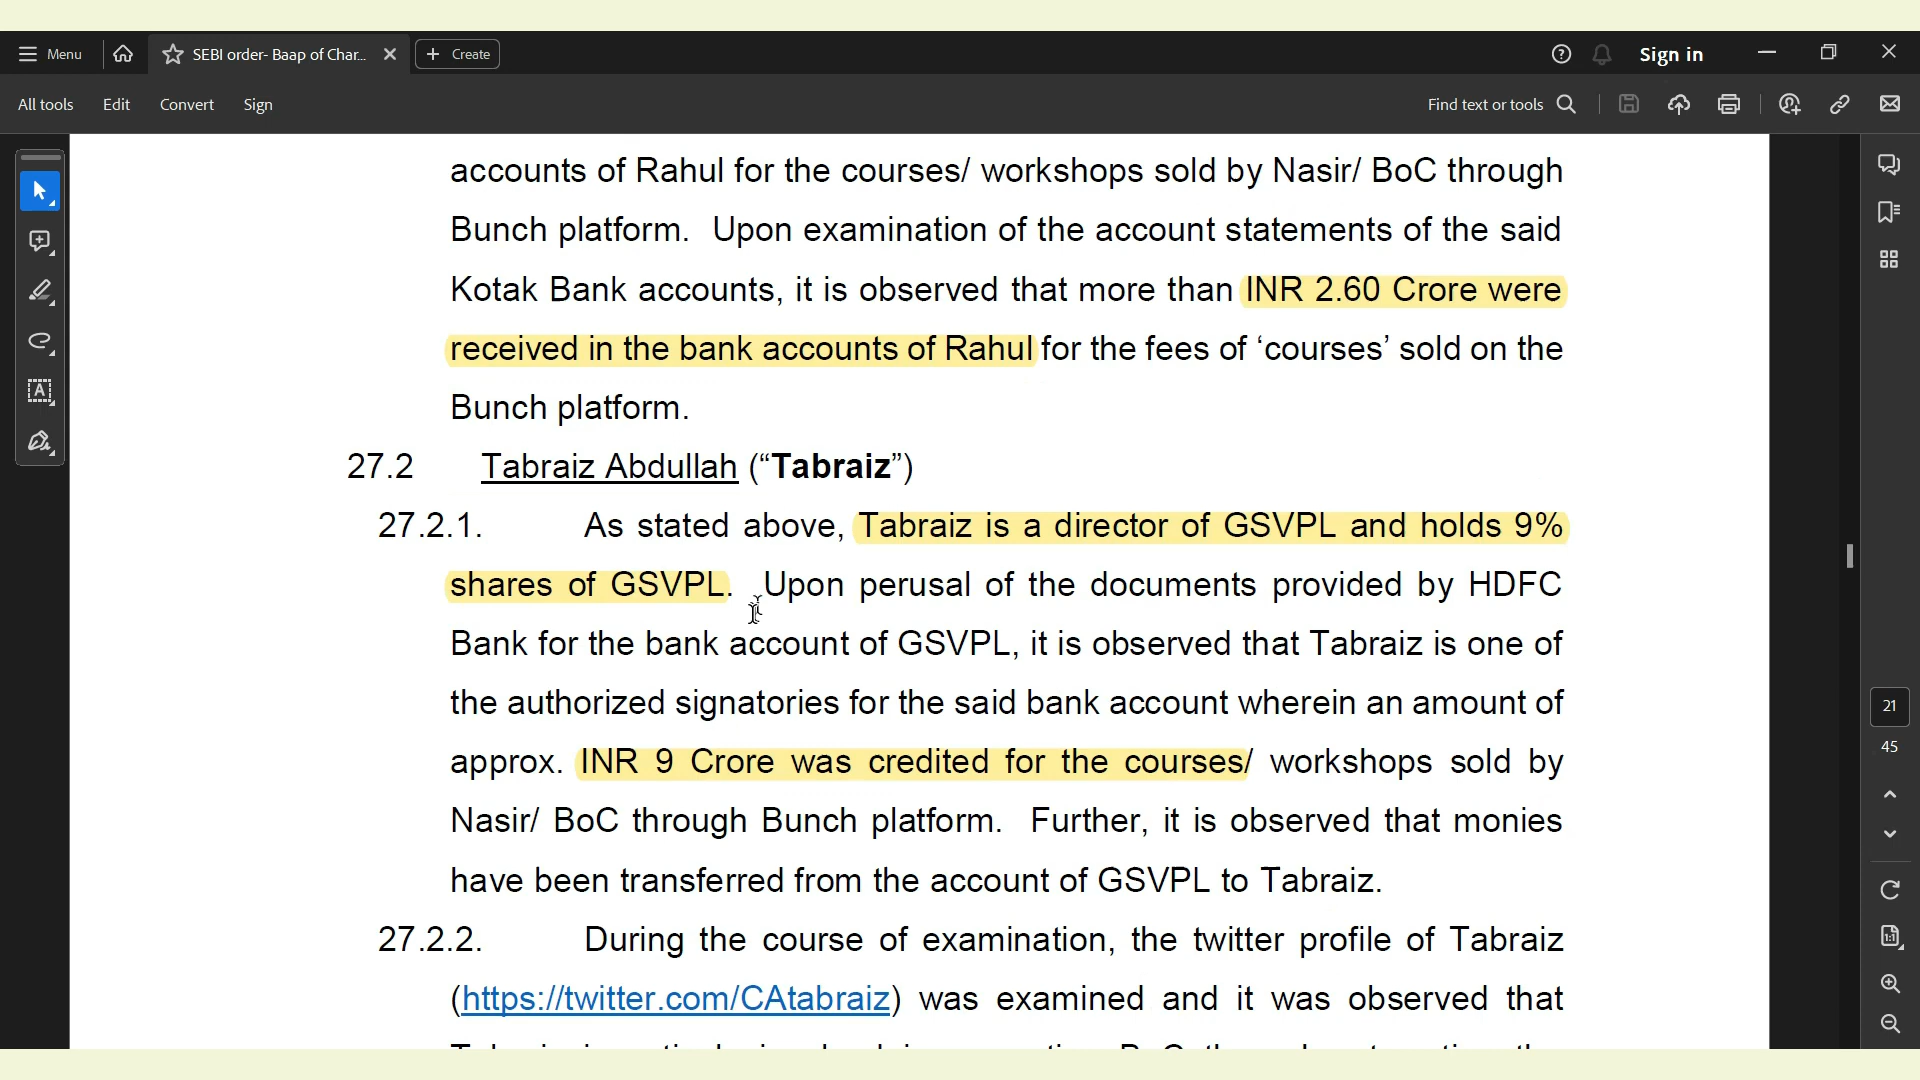 Menu
SEBI order- Baap of Char...
Create
Sign in
All tools
Edit
Convert
Sign
Find text or tools
accounts of Rahul for the courses/ workshops sold by Nasir/ BoC through
Bunch platform. Upon examination of the account statements of the said
Kotak Bank accounts, it is observed that more than INR 2.60 Crore were
received in the bank accounts of Rahul for the fees of ‘courses’ sold on the
Bunch platform.
27.2 Tabraiz Abdullah (“Tabraiz”)
27.2.1. As stated above, Tabraiz is a director of GSVPL and holds 9%
shares of GSVPL. Upon perusal of the documents provided by HDFC
Bank for the bank account of GSVPL, it is observed that Tabraiz is one of
the authorized signatories for the said bank account wherein an amount of
approx. INR 9 Crore was credited for the courses/ workshops sold by
Nasir/ BoC through Bunch platform. Further, it is observed that monies
have been transferred from the account of GSVPL to Tabraiz.
27.2.2. During the course of examination, the twitter profile of Tabraiz
(https://twitter.com/CAtabraiz) was examined and it was observed that
21
45